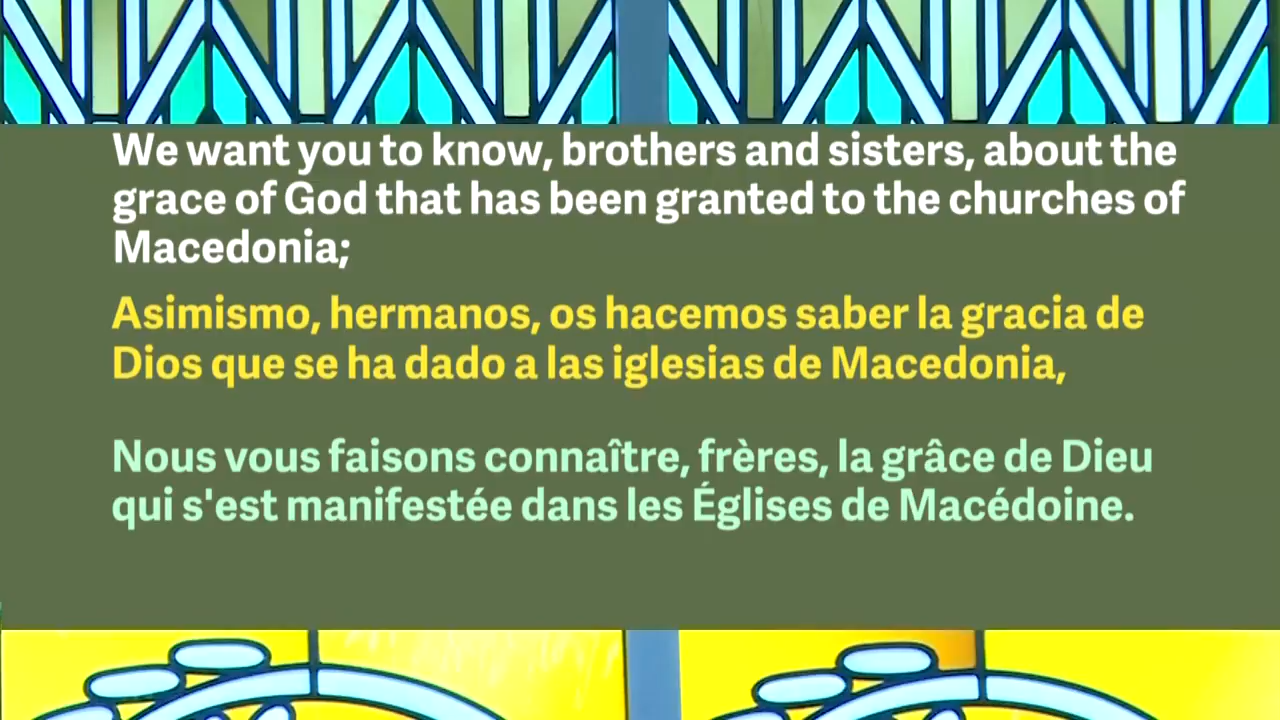 We want you to know, brothers and sisters, about the
grace of God that has been granted to the churches of
Macedonia;
Asimismo, hermanos, os hacemos saber la gracia de
Dios que se ha dado a las iglesias de Macedonia,
Nous vous faisons connaître, frères, la grâce de Dieu
qui s'est manifestée dans les Églises de Macédoine.